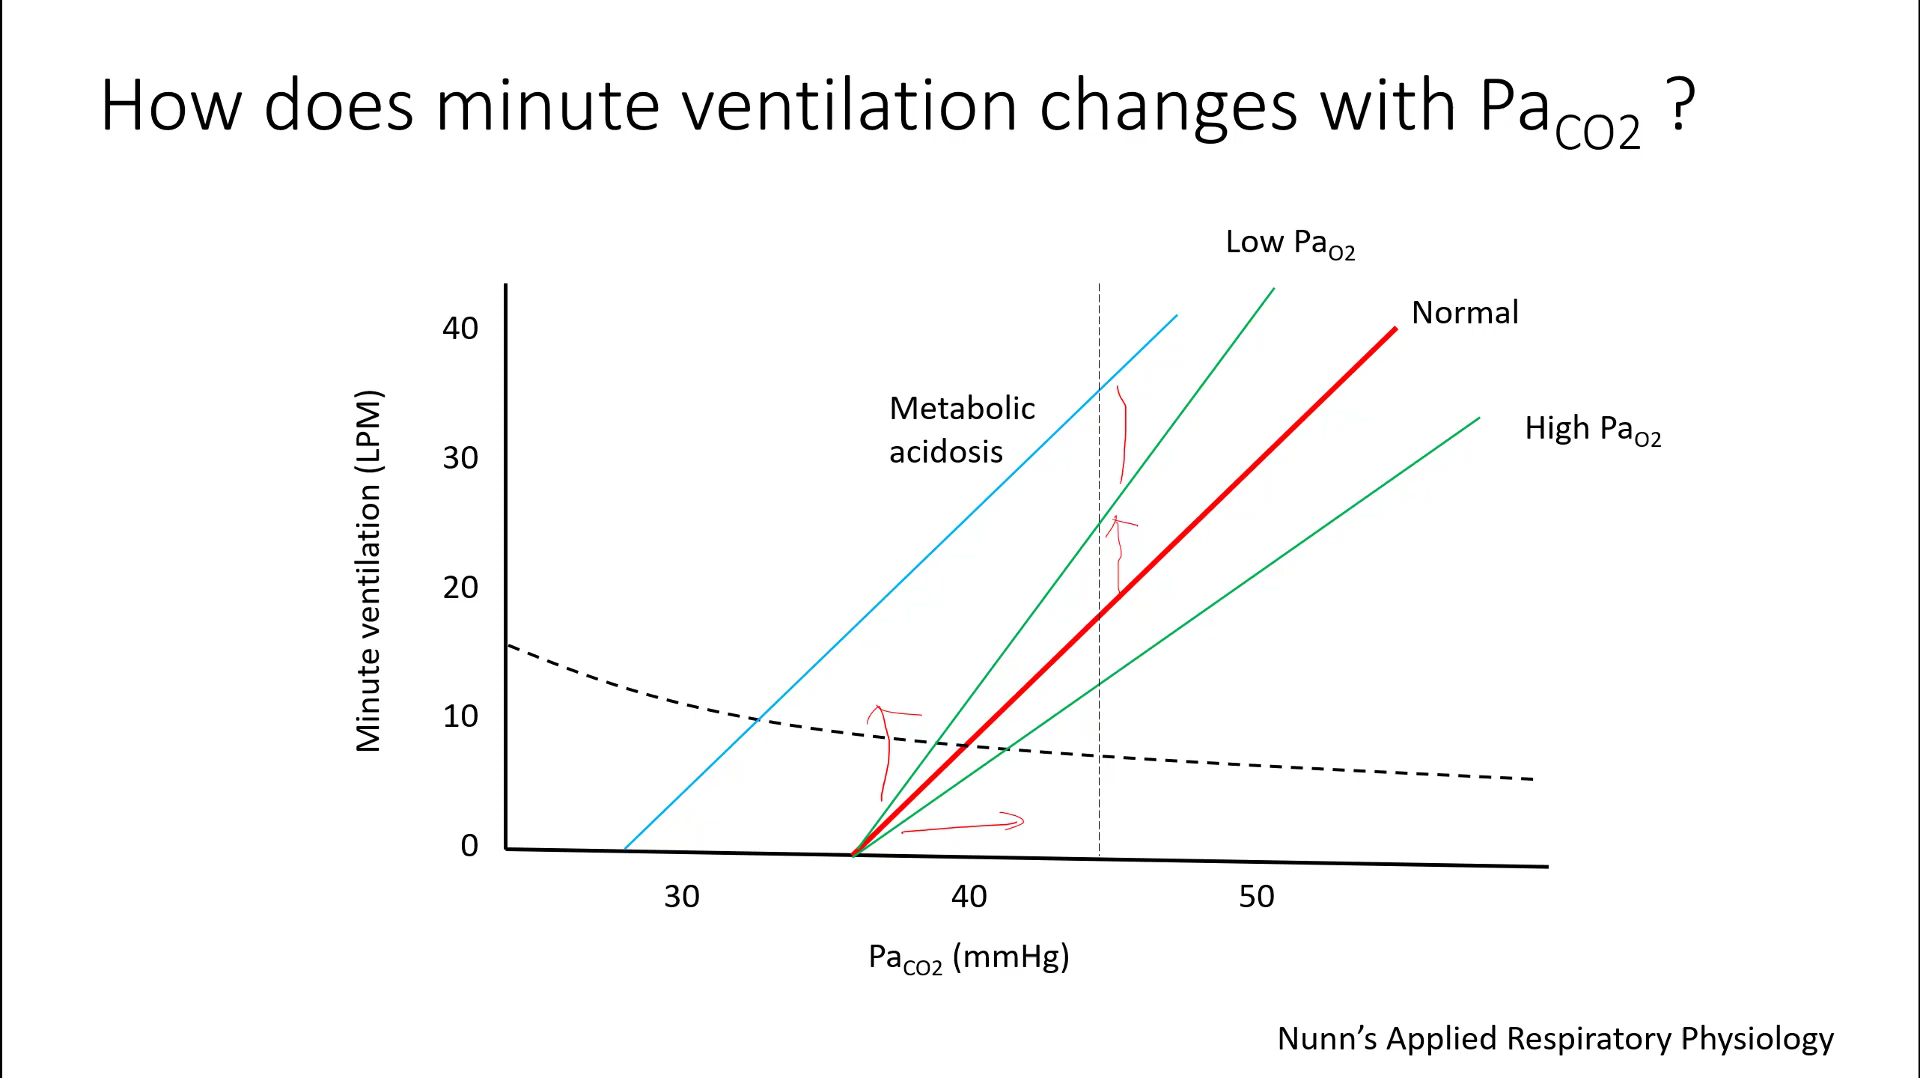 How does minute ventilation changes with PaCO2 ?
Low PaO2
Normal
High PaO2
Metabolic
acidosis
Minute ventilation (LPM)
40
30
20
10
0
30
40
50
PaCO2 (mmHg)
Nunn’s Applied Respiratory Physiology